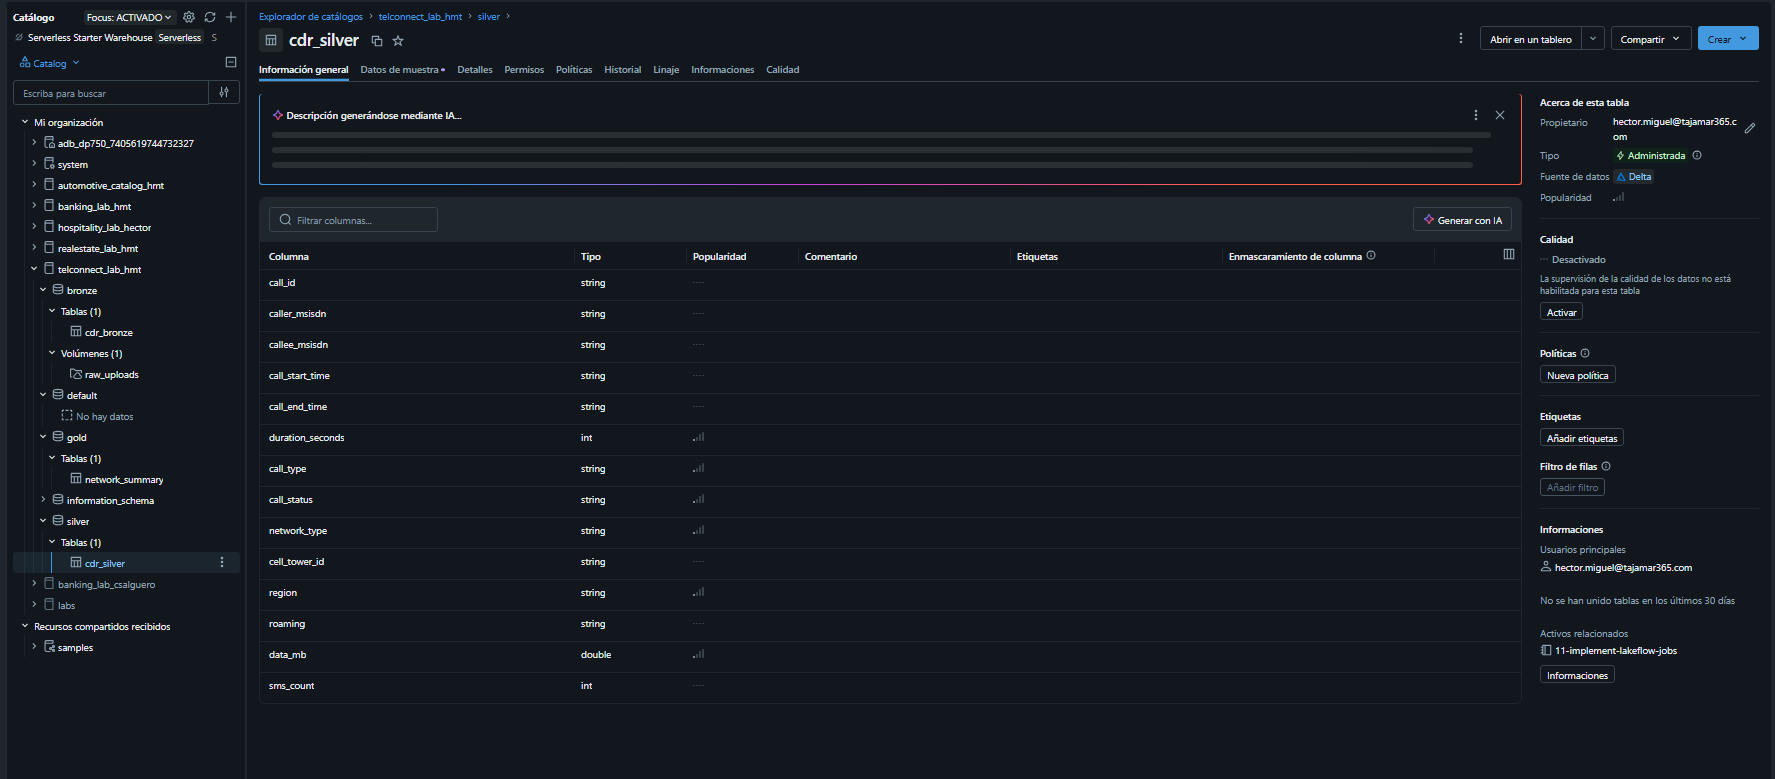 Catálogo
Focus: ACTIVADO
Serverless Starter Warehouse Serverless S
Catalog
Escriba para buscar
Mi organización
adb_dp750_7405619744732327
system
automotive_catalog_hmt
banking_lab_hmt
hospitality_lab_hector
realestate_lab_hmt
telconnect_lab_hmt
bronze
Tablas (1)
cdr_bronze
Volúmenes (1)
raw_uploads
default
No hay datos
gold
Tablas (1)
network_summary
information_schema
silver
Tablas (1)
cdr_silver
banking_lab_csalguero
labs
Recursos compartidos recibidos
samples
Explorador de catálogos › telconnect_lab_hmt › silver ›
cdr_silver
Abrir en un tablero
Compartir
Crear
Información general Datos de muestra Detalles Permisos Políticas Historial Linaje Informaciones Calidad
Descripción generándose mediante IA...
Filtrar columnas...
Generar con IA
Columna Tipo Popularidad Comentario Etiquetas Enmascaramiento de columna
call_id string
caller_msisdn string
callee_msisdn string
call_start_time string
call_end_time string
duration_seconds int
call_type string
call_status string
network_type string
cell_tower_id string
region string
roaming string
data_mb double
sms_count int
Acerca de esta tabla
Propietario hector.miguel@tajamar365.c
om
Tipo Administrada
Fuente de datos Delta
Popularidad
Calidad
Desactivado
La supervisión de la calidad de los datos no está
habilitada para esta tabla
Activar
Políticas
Nueva política
Etiquetas
Añadir etiquetas
Filtro de filas
Añadir filtro
Informaciones
Usuarios principales
hector.miguel@tajamar365.com
No se han unido tablas en los últimos 30 días
Activos relacionados
11-implement-lakeflow-jobs
Informaciones